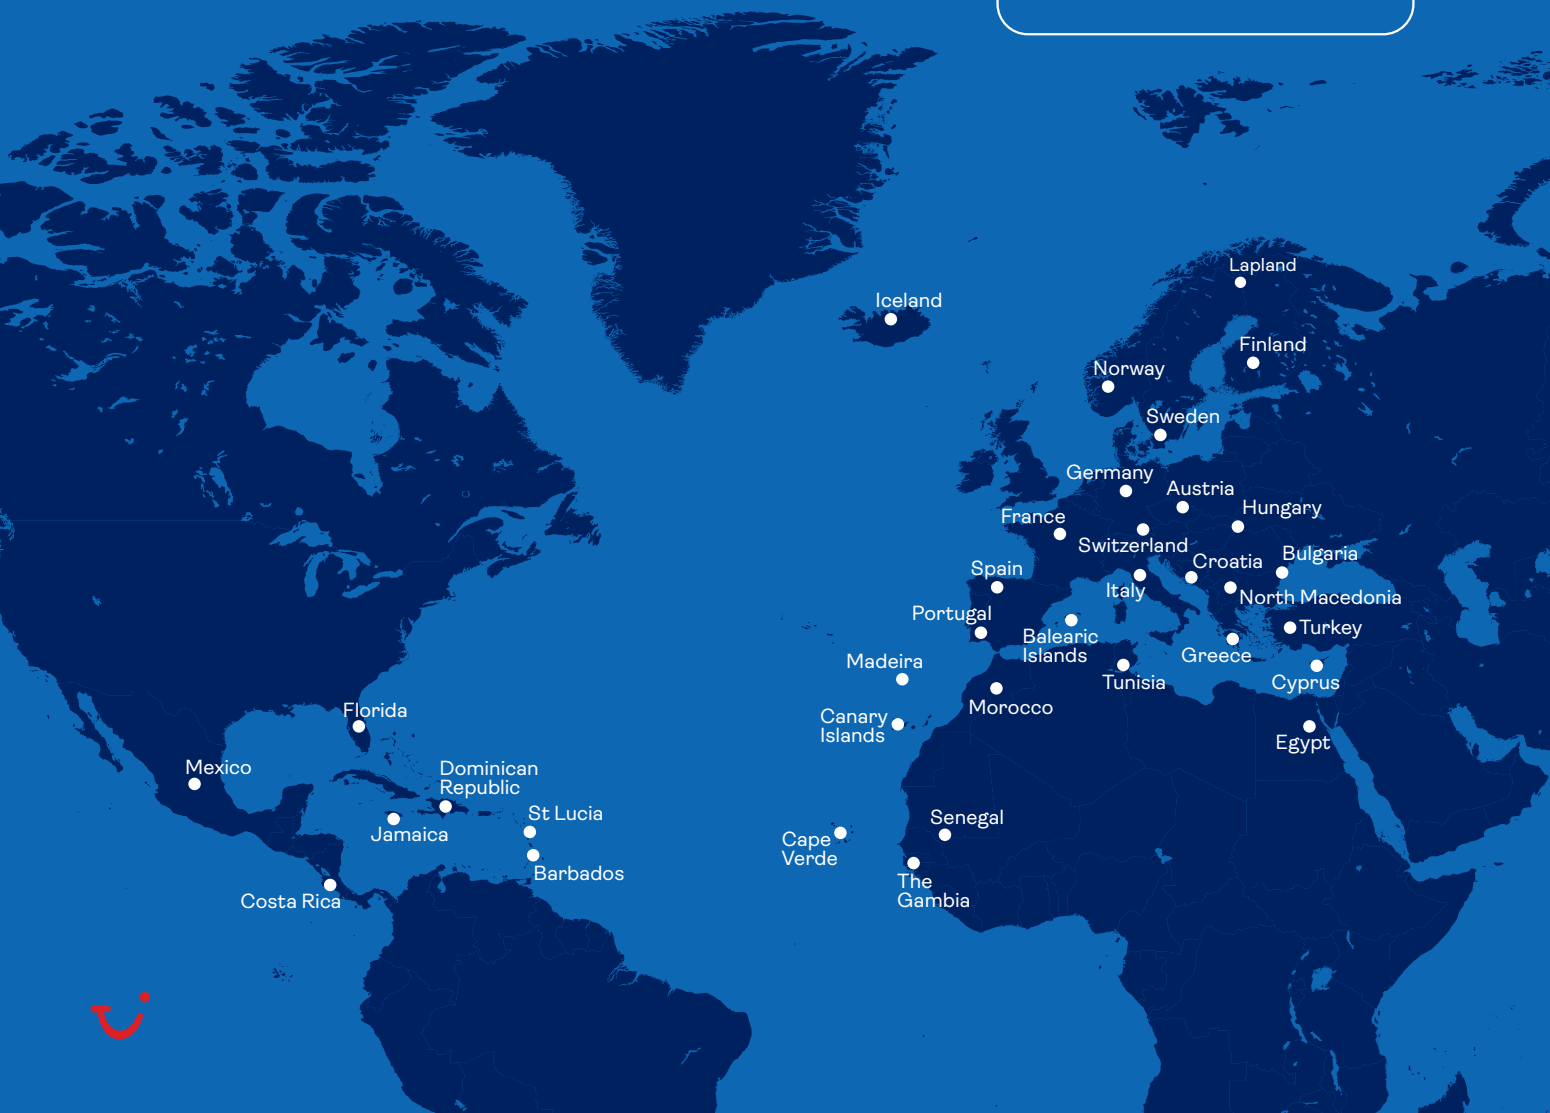 Lapland
Iceland
Finland
Norway
Sweden
Germany
Austria
Hungary
France
Switzerland
Bulgaria
Croatia
Spain
Italy
North Macedonia
Portugal
Turkey
Balearic
Islands
Greece
Madeira
Tunisia
Cyprus
Morocco
Florida
Canary
Islands
Egypt
Mexico
Dominican
Republic
St Lucia
Senegal
Jamaica
Cape
Verde
Barbados
The
Gambia
Costa Rica